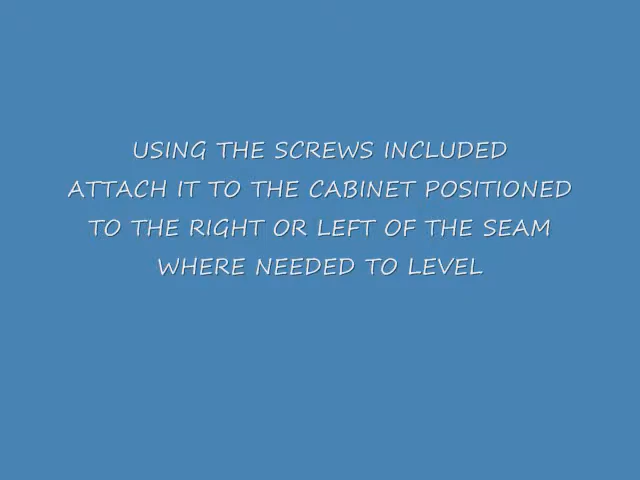 USING THE SCREWS INCLUDED
ATTACH IT TO THE CABINET POSITIONED
TO THE RIGHT OR LEFT OF THE SEAM
WHERE NEEDED TO LEVEL